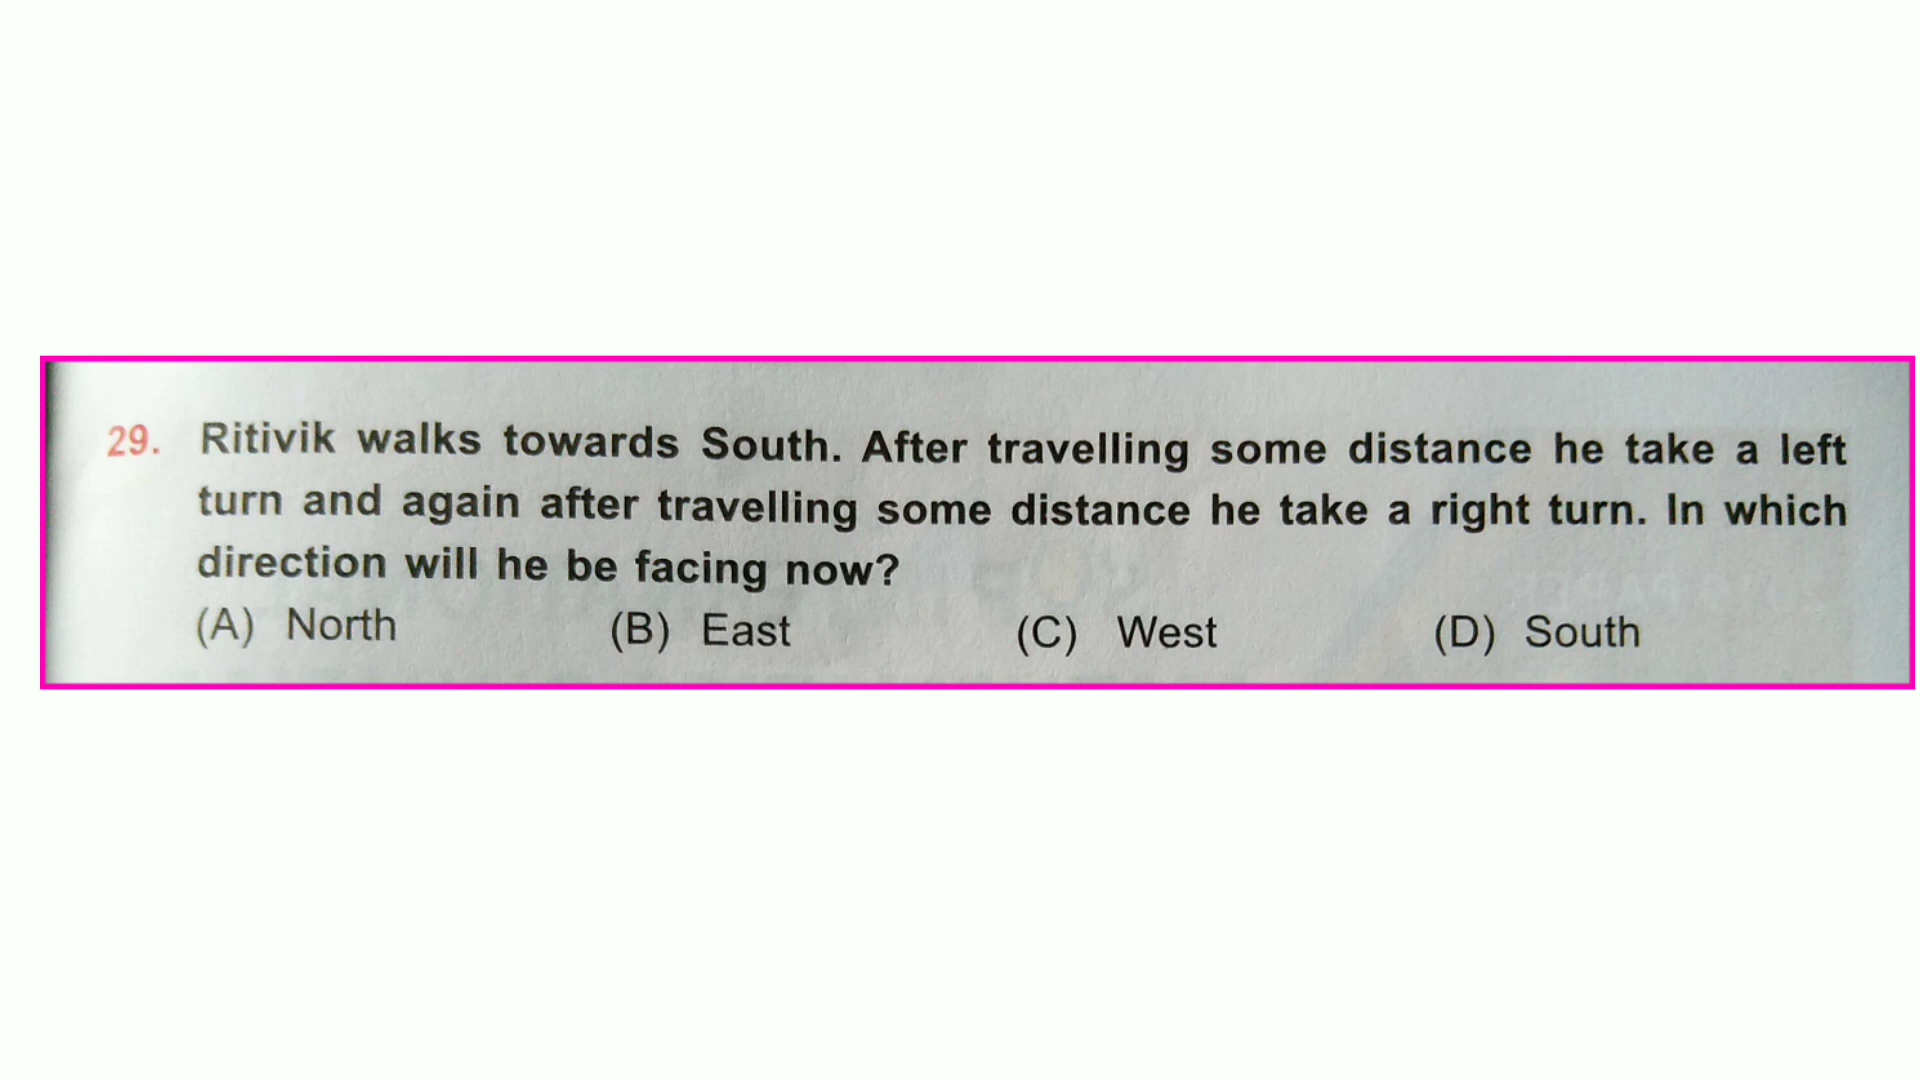 29. Ritivik walks towards South. After travelling some distance he take a left
turn and again after travelling some distance he take a right turn. In which
direction will he be facing now?
(A) North (B) East (C) West (D) South